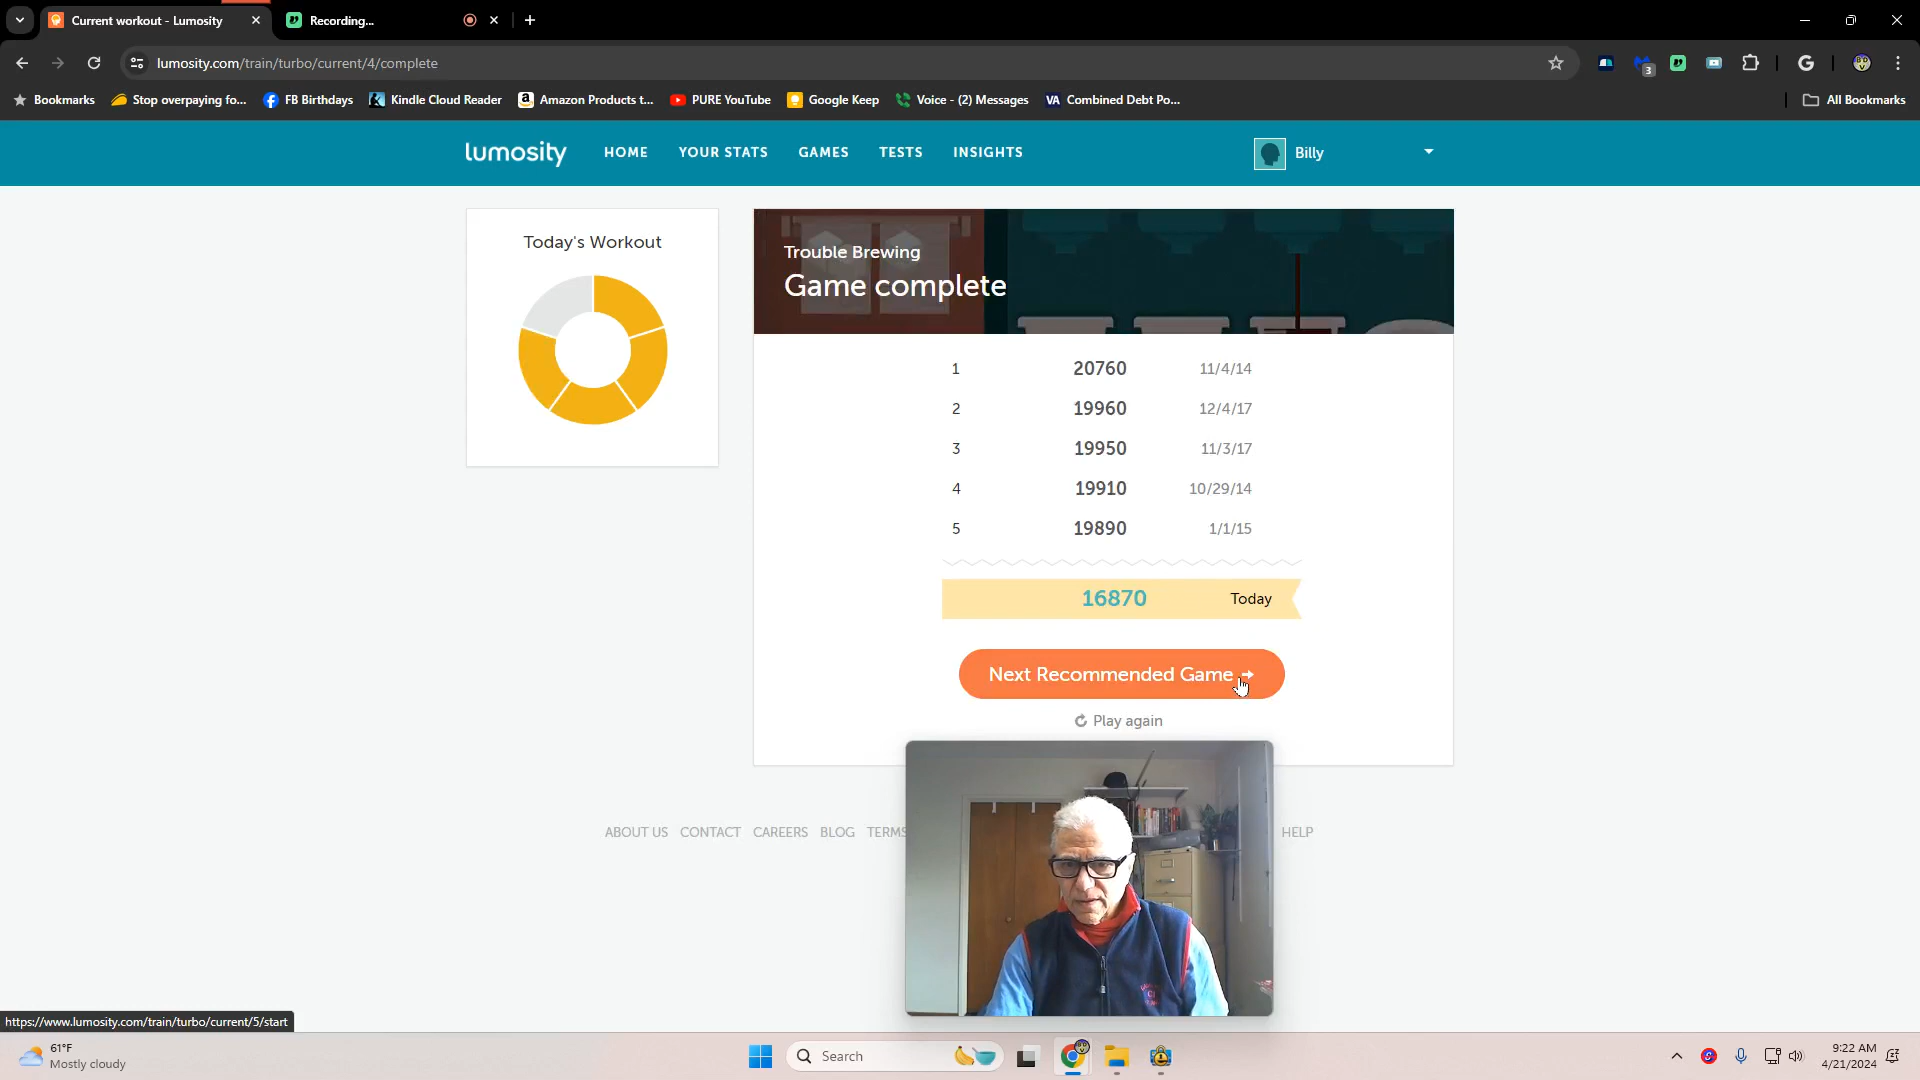 Current workout - Lumosity
Recording...
lumosity.com/train/turbo/current/4/complete
3
Bookmarks
Stop overpaying fo...
FB Birthdays
Kindle Cloud Reader
Amazon Products t...
PURE YouTube
Google Keep
Voice - (2) Messages
VA Combined Debt Po...
All Bookmarks
lumosity
HOME
YOUR STATS
GAMES
TESTS
INSIGHTS
Billy
Today's Workout
Trouble Brewing
Game complete
1 20760 11/4/14
2 19960 12/4/17
3 19950 11/3/17
4 19910 10/29/14
5 19890 1/1/15
16870 Today
Next Recommended Game
Play again
ABOUT US CONTACT CAREERS BLOG TERMS HELP
https://www.lumosity.com/train/turbo/current/5/start
61°F
Mostly cloudy
Search
9:22 AM
4/21/2024